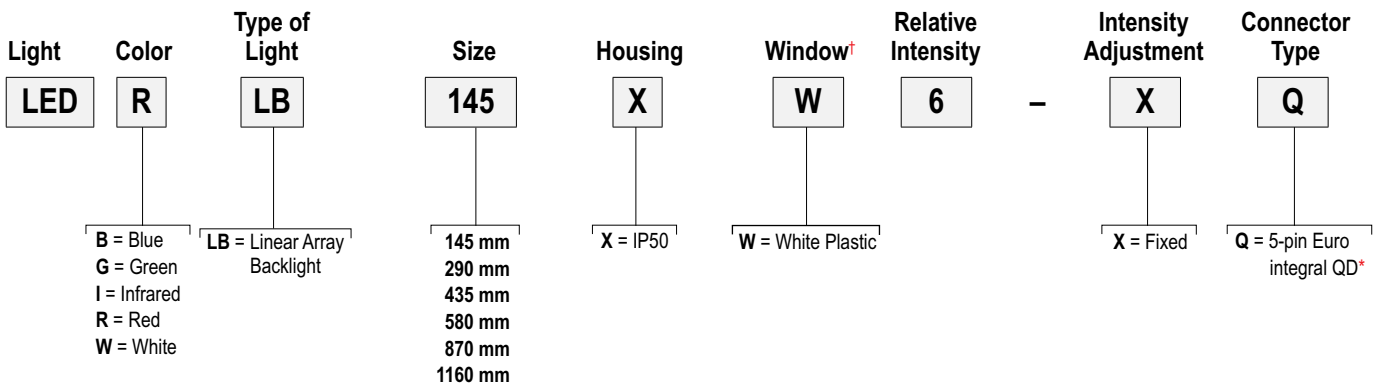 Light Color Type of Light Size Housing Window† Relative Intensity Intensity Adjustment Connector Type
LED R LB 145 X W 6 – X Q
B = Blue
G = Green
I = Infrared
R = Red
W = White
LB = Linear Array
Backlight
145 mm
290 mm
435 mm
580 mm
870 mm
1160 mm
X = IP50
W = White Plastic
X = Fixed
Q = 5-pin Euro
integral QD*